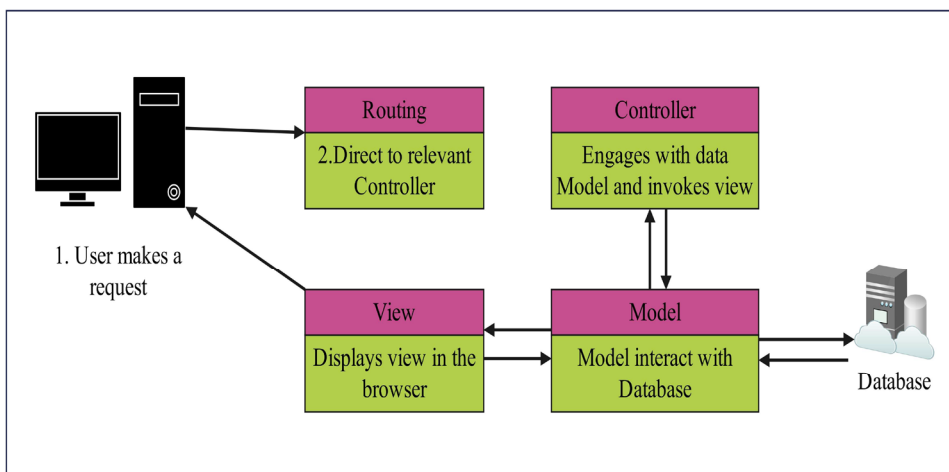 Routing
2.Direct to relevant
Controller
Controller
Engages with data
Model and invokes view
1. User makes a
request
View
Displays view in the
browser
Model
Model interact with
Database
Database